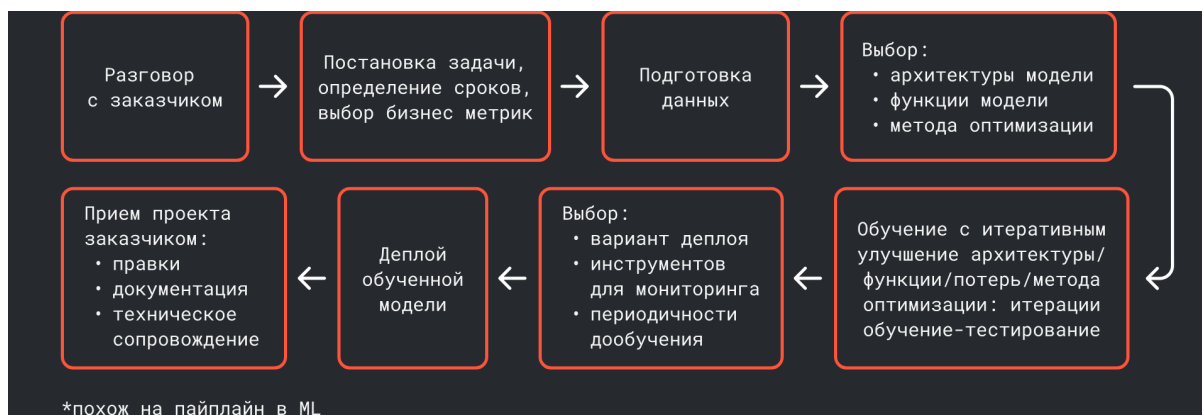 Разговор
с заказчиком
Постановка задачи,
определение сроков,
выбор бизнес метрик
Подготовка
данных
Выбор:
• архитектуры модели
• функции модели
• метода оптимизации
Обучение с итеративным
улучшение архитектуры/
функции/потерь/метода
оптимизации: итерации
обучение-тестирование
Выбор:
• вариант деплоя
• инструментов
для мониторинга
• периодичности
дообучения
Деплой
обученной
модели
Прием проекта
заказчиком:
• правки
• документация
• техническое
сопровождение
*похож на пайплайн в ML